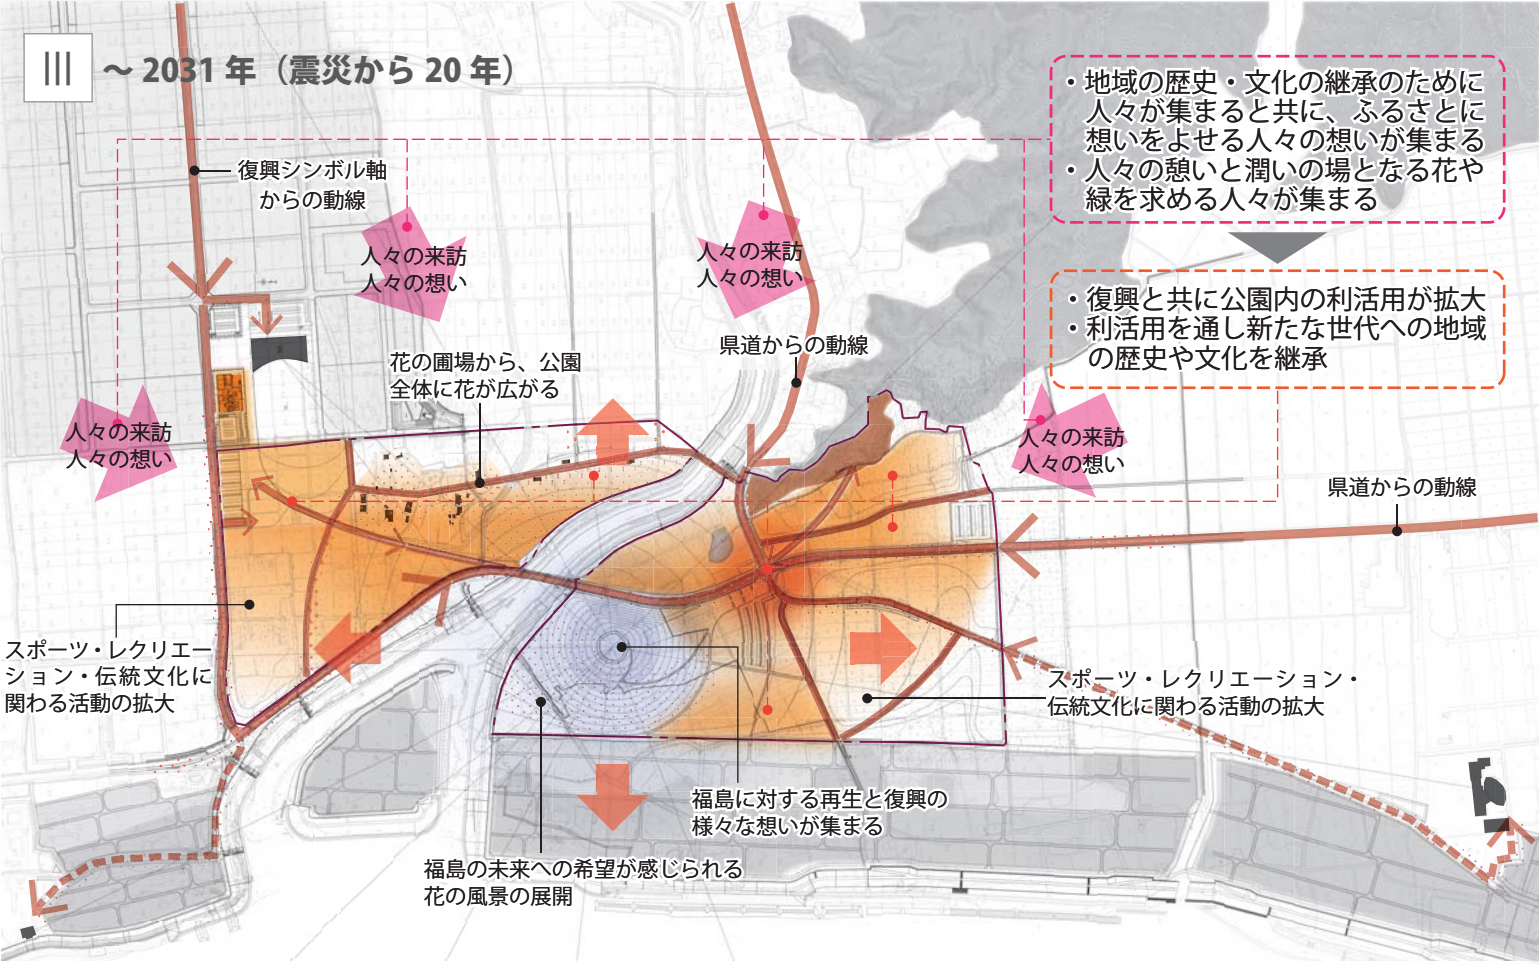 III
～ 2031 年（震災から 20 年）
・地域の歴史・文化の継承のために
人々が集まると共に、ふるさとに
想いをよせる人々の想いが集まる
・人々の憩いと潤いの場となる花や
緑を求める人々が集まる
復興シンボル軸
からの動線
人々の来訪
人々の想い
人々の来訪
人々の想い
・復興と共に公園内の利活用が拡大
・利活用を通し新たな世代への地域
の歴史や文化を継承
県道からの動線
花の圃場から、公園
全体に花が広がる
人々の来訪
人々の想い
人々の来訪
人々の想い
県道からの動線
スポーツ・レクリエー
ション・伝統文化に
関わる活動の拡大
スポーツ・レクリエーション・
伝統文化に関わる活動の拡大
福島に対する再生と復興の
様々な想いが集まる
福島の未来への希望が感じられる
花の風景の展開